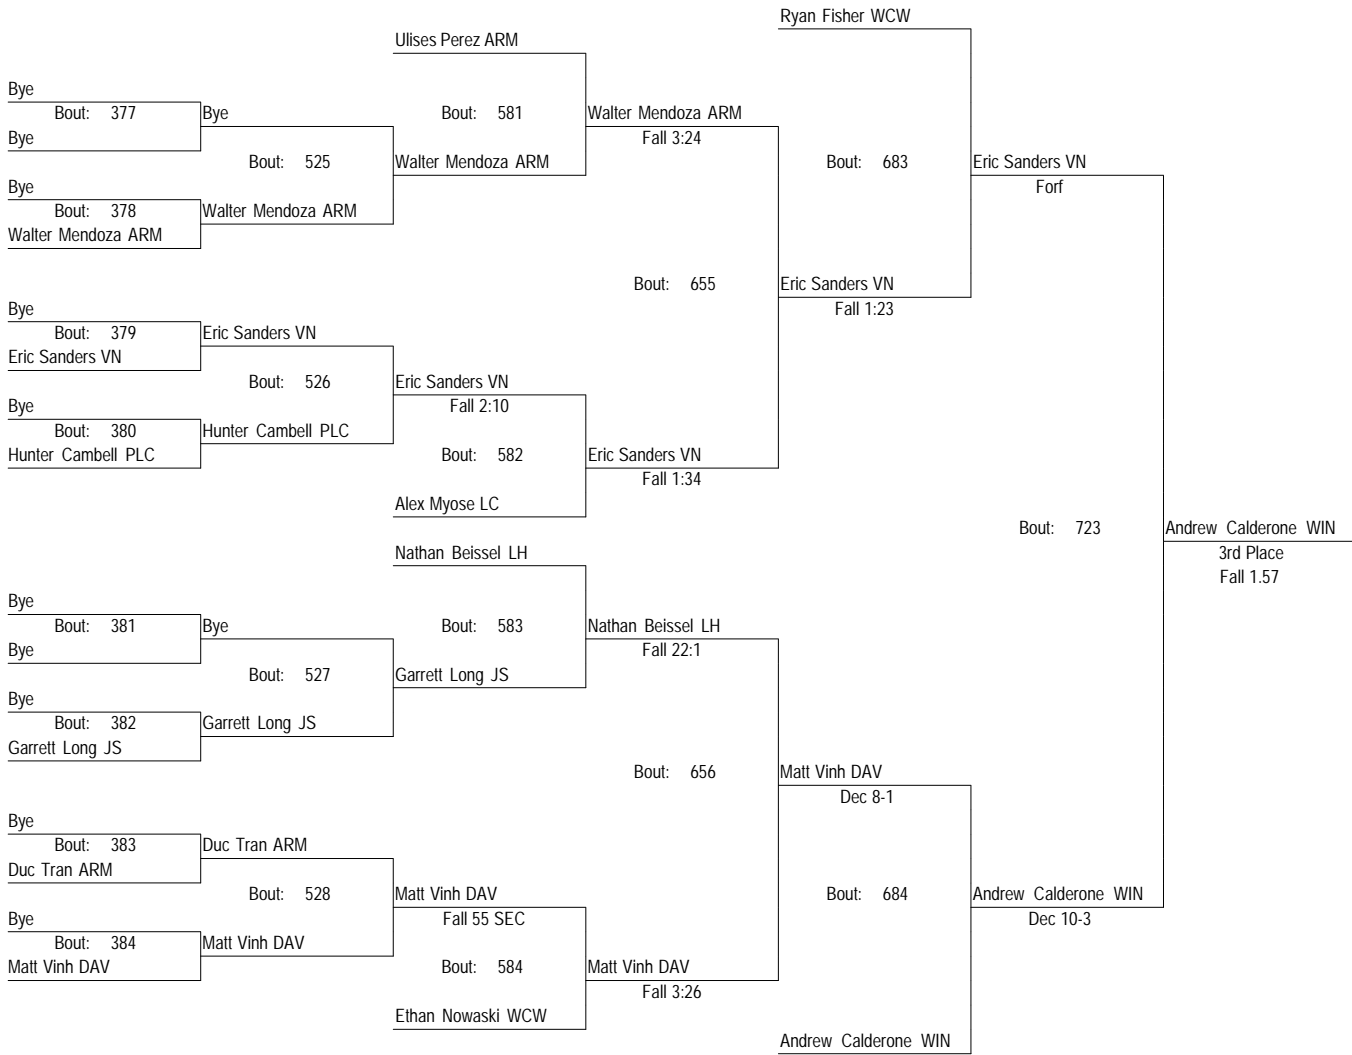 Ryan Fisher WCW
Ulises Perez ARM
Bye
Bout: 377
Bye
Bout: 581
Walter Mendoza ARM
Bye
Fall 3:24
Bout: 525
Walter Mendoza ARM
Bout: 683
Eric Sanders VN
Bye
Forf
Bout: 378
Walter Mendoza ARM
Walter Mendoza ARM
Bout: 655
Eric Sanders VN
Bye
Fall 1:23
Bout: 379
Eric Sanders VN
Eric Sanders VN
Bout: 526
Eric Sanders VN
Bye
Fall 2:10
Bout: 380
Hunter Cambell PLC
Hunter Cambell PLC
Bout: 582
Eric Sanders VN
Fall 1:34
Alex Myose LC
Bout: 723
Andrew Calderone WIN
Nathan Beissel LH
3rd Place
Fall 1.57
Bye
Bout: 381
Bye
Bout: 583
Nathan Beissel LH
Bye
Fall 22:1
Bout: 527
Garrett Long JS
Bye
Bout: 382
Garrett Long JS
Garrett Long JS
Bout: 656
Matt Vinh DAV
Dec 8-1
Bye
Bout: 383
Duc Tran ARM
Duc Tran ARM
Bout: 528
Matt Vinh DAV
Bout: 684
Andrew Calderone WIN
Bye
Fall 55 SEC
Dec 10-3
Bout: 384
Matt Vinh DAV
Matt Vinh DAV
Bout: 584
Matt Vinh DAV
Fall 3:26
Ethan Nowaski WCW
Andrew Calderone WIN